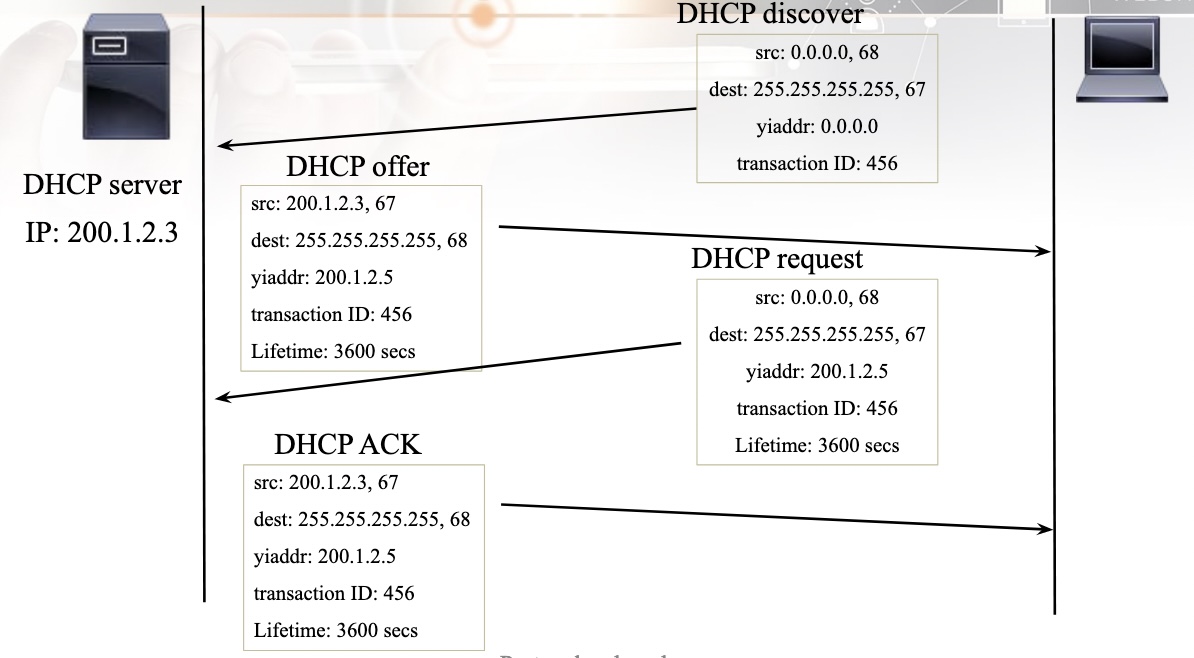 DHCP discover
src: 0.0.0.0, 68
dest: 255.255.255.255, 67
yiaddr: 0.0.0.0
transaction ID: 456
DHCP server
IP: 200.1.2.3
DHCP offer
src: 200.1.2.3, 67
dest: 255.255.255.255, 68
yiaddr: 200.1.2.5
transaction ID: 456
Lifetime: 3600 secs
DHCP request
src: 0.0.0.0, 68
dest: 255.255.255.255, 67
yiaddr: 200.1.2.5
transaction ID: 456
Lifetime: 3600 secs
DHCP ACK
src: 200.1.2.3, 67
dest: 255.255.255.255, 68
yiaddr: 200.1.2.5
transaction ID: 456
Lifetime: 3600 secs